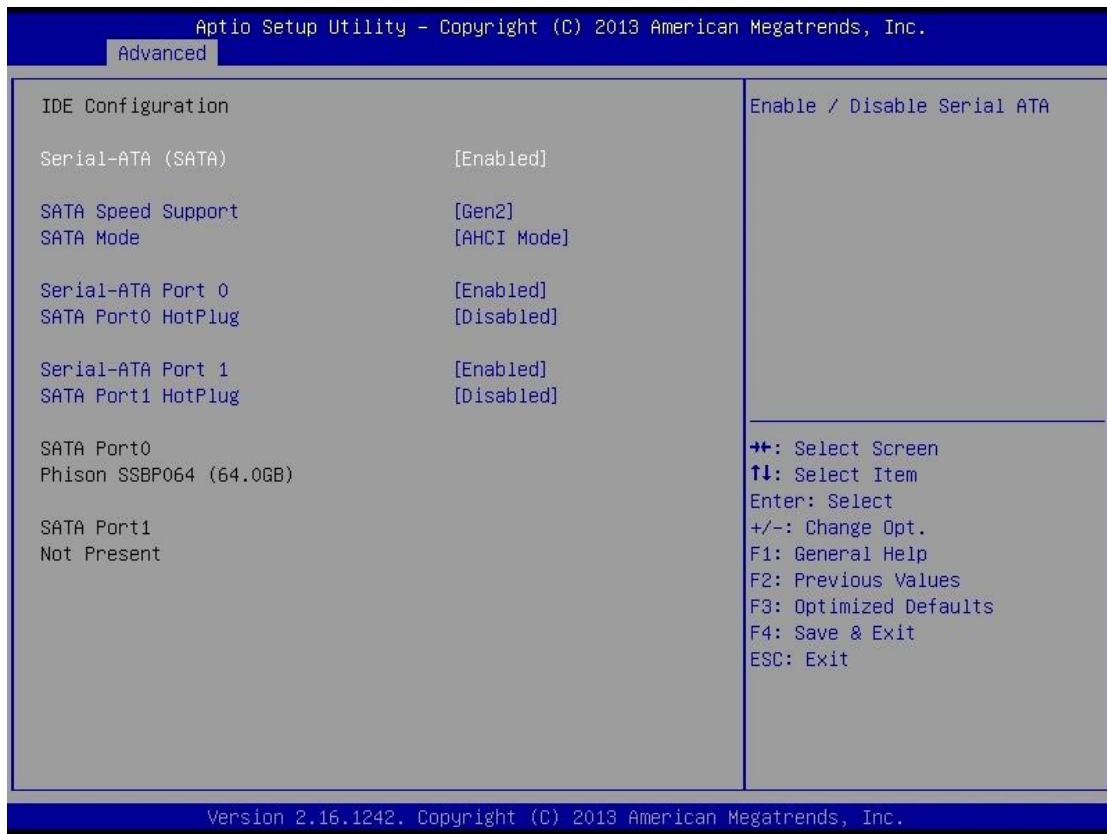 Aptio Setup Utility – Copyright (C) 2013 American Megatrends, Inc.
Advanced
IDE Configuration
Serial-ATA (SATA) [Enabled]
SATA Speed Support [Gen2]
SATA Mode [AHCI Mode]
Serial-ATA Port 0 [Enabled]
SATA Port0 HotPlug [Disabled]
Serial-ATA Port 1 [Enabled]
SATA Port1 HotPlug [Disabled]
SATA Port0
Phison SSBP064 (64.0GB)
SATA Port1
Not Present
Enable / Disable Serial ATA
→←: Select Screen
↑↓: Select Item
Enter: Select
+/-: Change Opt.
F1: General Help
F2: Previous Values
F3: Optimized Defaults
F4: Save & Exit
ESC: Exit
Version 2.16.1242. Copyright (C) 2013 American Megatrends, Inc.